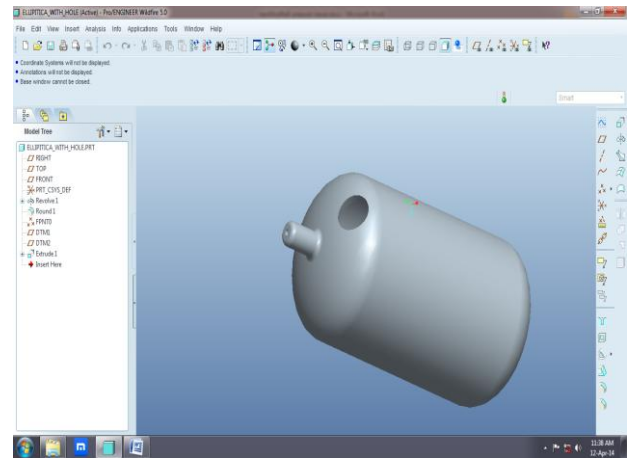 ELLIPITICA_WITH_HOLE (Active) - Pro/ENGINEER Wildfire 5.0
File Edit View Insert Analysis Info Applications Tools Window Help
• Coordinate Systems will not be displayed.
• Annotations will not be displayed.
• Base window cannot be closed.
Smart
Model Tree
ELLIPITICA_WITH_HOLE.PRT
RIGHT
TOP
FRONT
PRT_CSYS_DEF
Revolve 1
Round 1
FPNT0
DTM1
DTM2
Extrude 1
Insert Here
11:38 AM
12-Apr-14